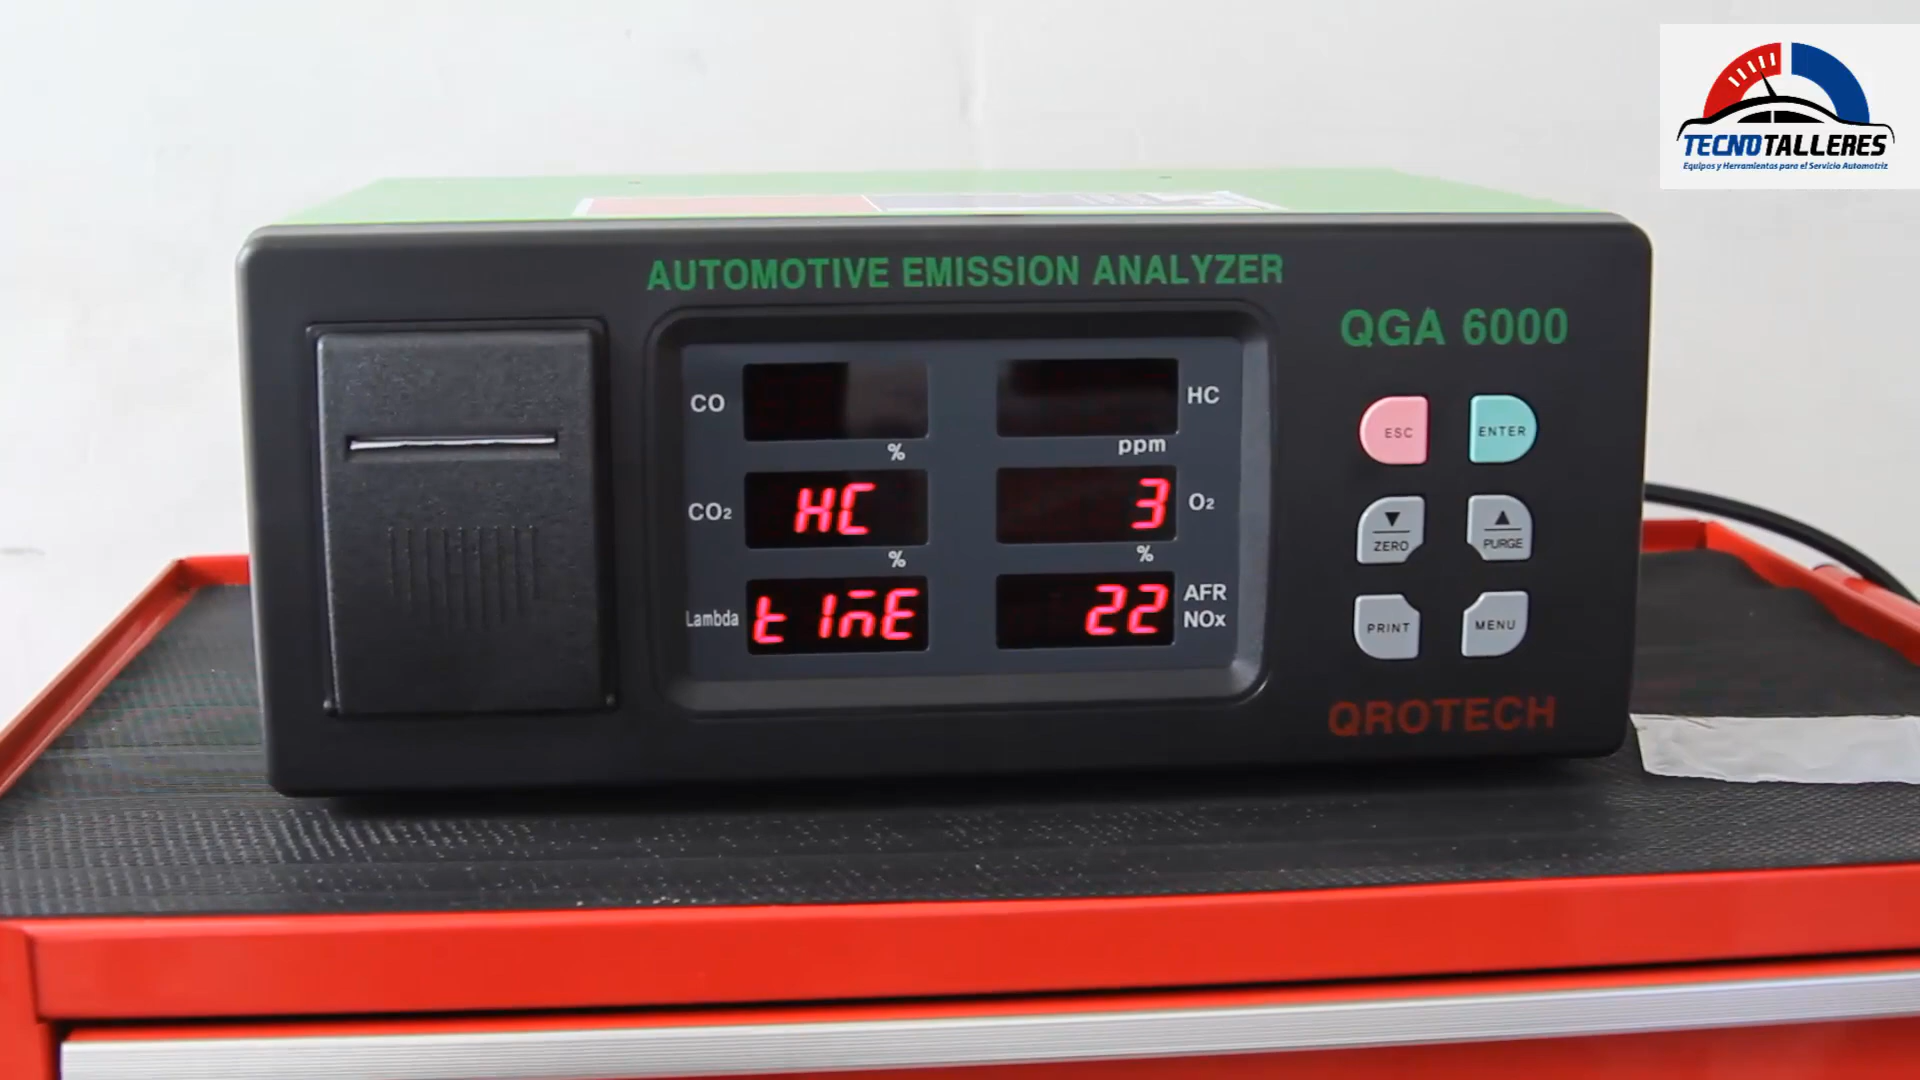 TECNOTALLERES
Equipos y Herramientas para el Servicio Automotriz
AUTOMOTIVE EMISSION ANALYZER
QGA 6000
CO
%
HC
ppm
CO2
HC
%
3
O2
%
Lambda
tImE
22
AFR
NOx
ESC
ENTER
ZERO
PURGE
PRINT
MENU
QROTECH